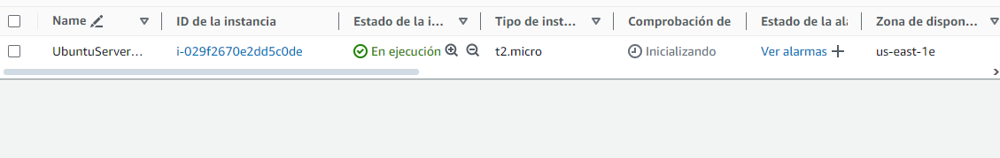 Name ID de la instancia Estado de la i... Tipo de inst... Comprobación de Estado de la al Zona de dispon...
UbuntuServer... i-029f2670e2dd5c0de En ejecución t2.micro Inicializando Ver alarmas us-east-1e